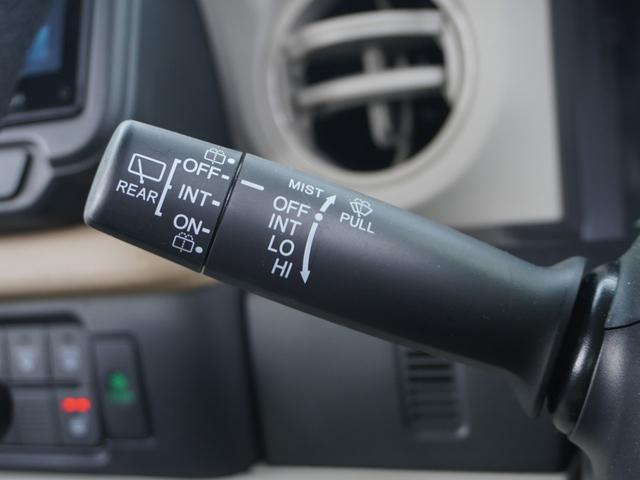 REAR
OFF
INT
ON
MIST
OFF
INT
LO
HI
PULL